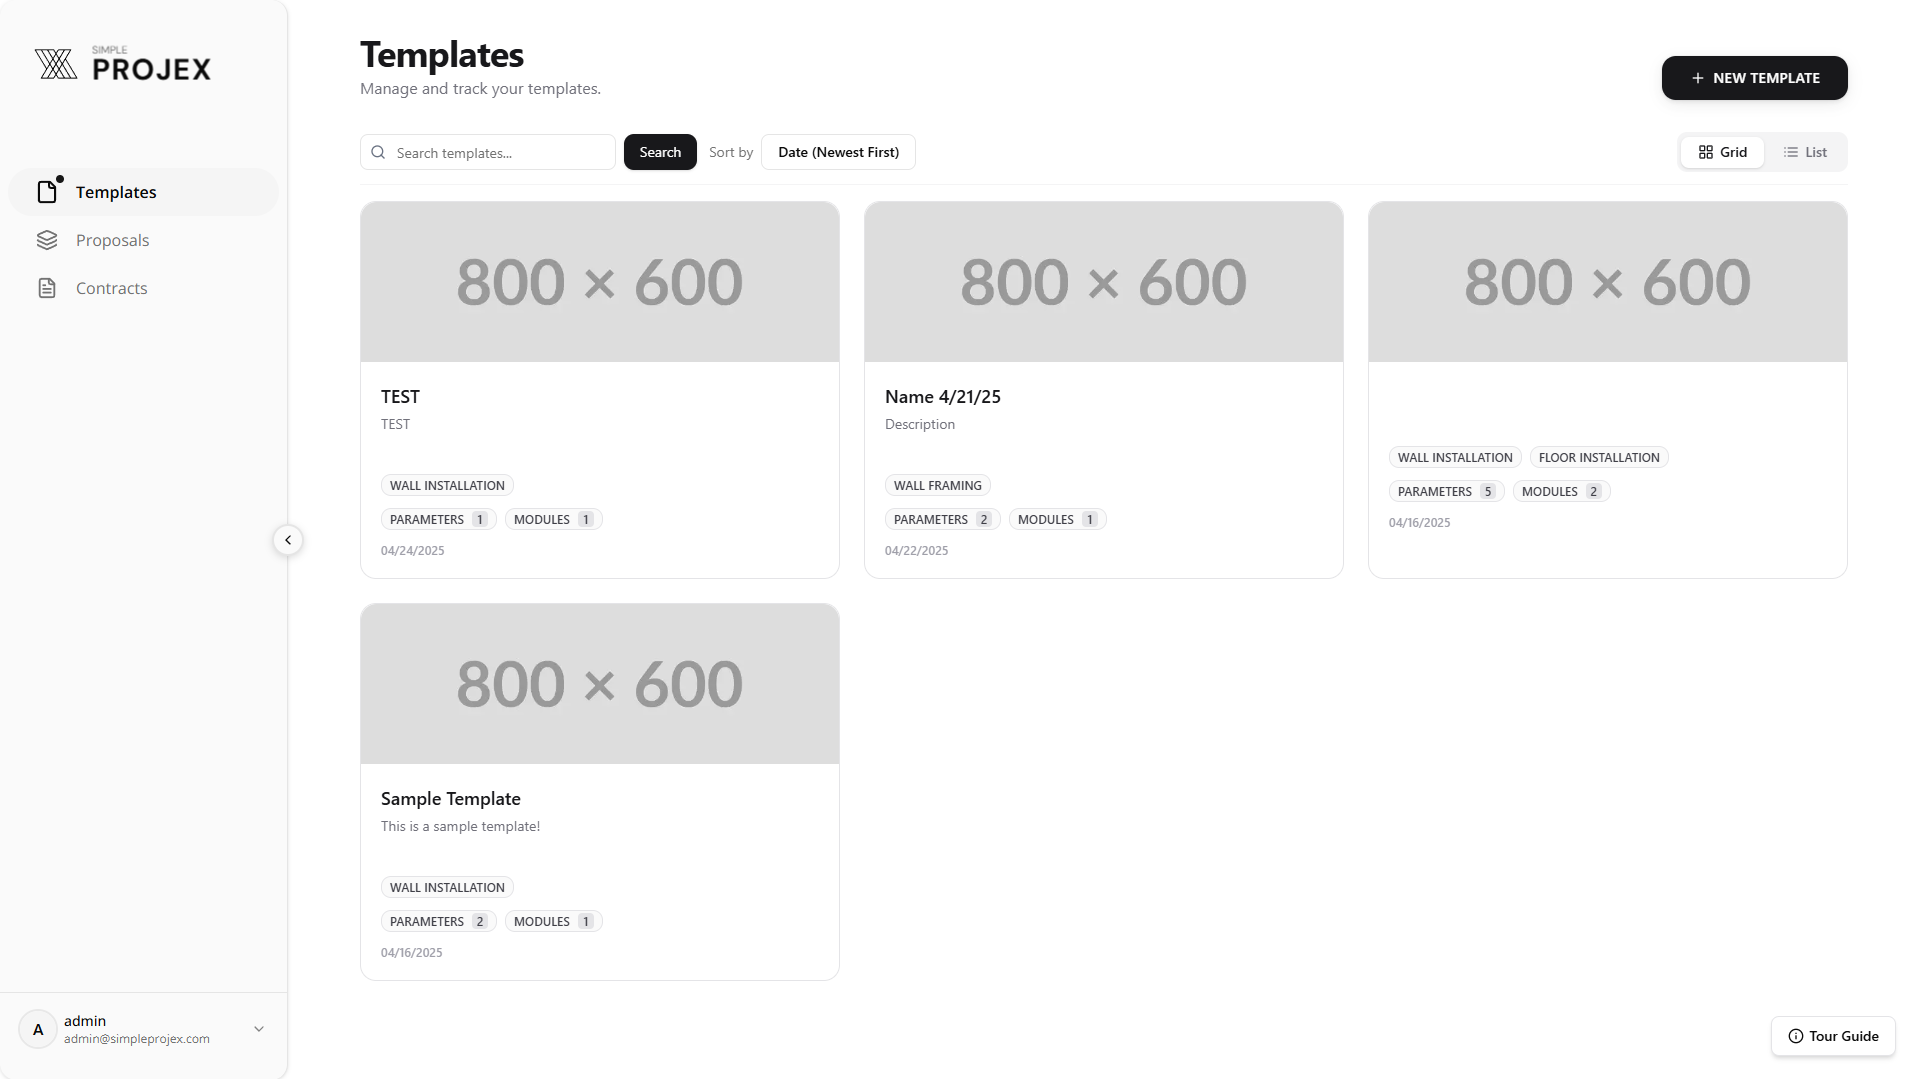 SIMPLE
PROJEX
Templates
Proposals
Contracts
A
admin
admin@simpleprojex.com
Templates
Manage and track your templates.
NEW TEMPLATE
Search templates...
Search
Sort by
Date (Newest First)
Grid
List
800 × 600
TEST
TEST
WALL INSTALLATION
PARAMETERS 1 MODULES 1
04/24/2025
800 × 600
Name 4/21/25
Description
WALL FRAMING
PARAMETERS 2 MODULES 1
04/22/2025
800 × 600
WALL INSTALLATION FLOOR INSTALLATION
PARAMETERS 5 MODULES 2
04/16/2025
800 × 600
Sample Template
This is a sample template!
WALL INSTALLATION
PARAMETERS 2 MODULES 1
04/16/2025
Tour Guide